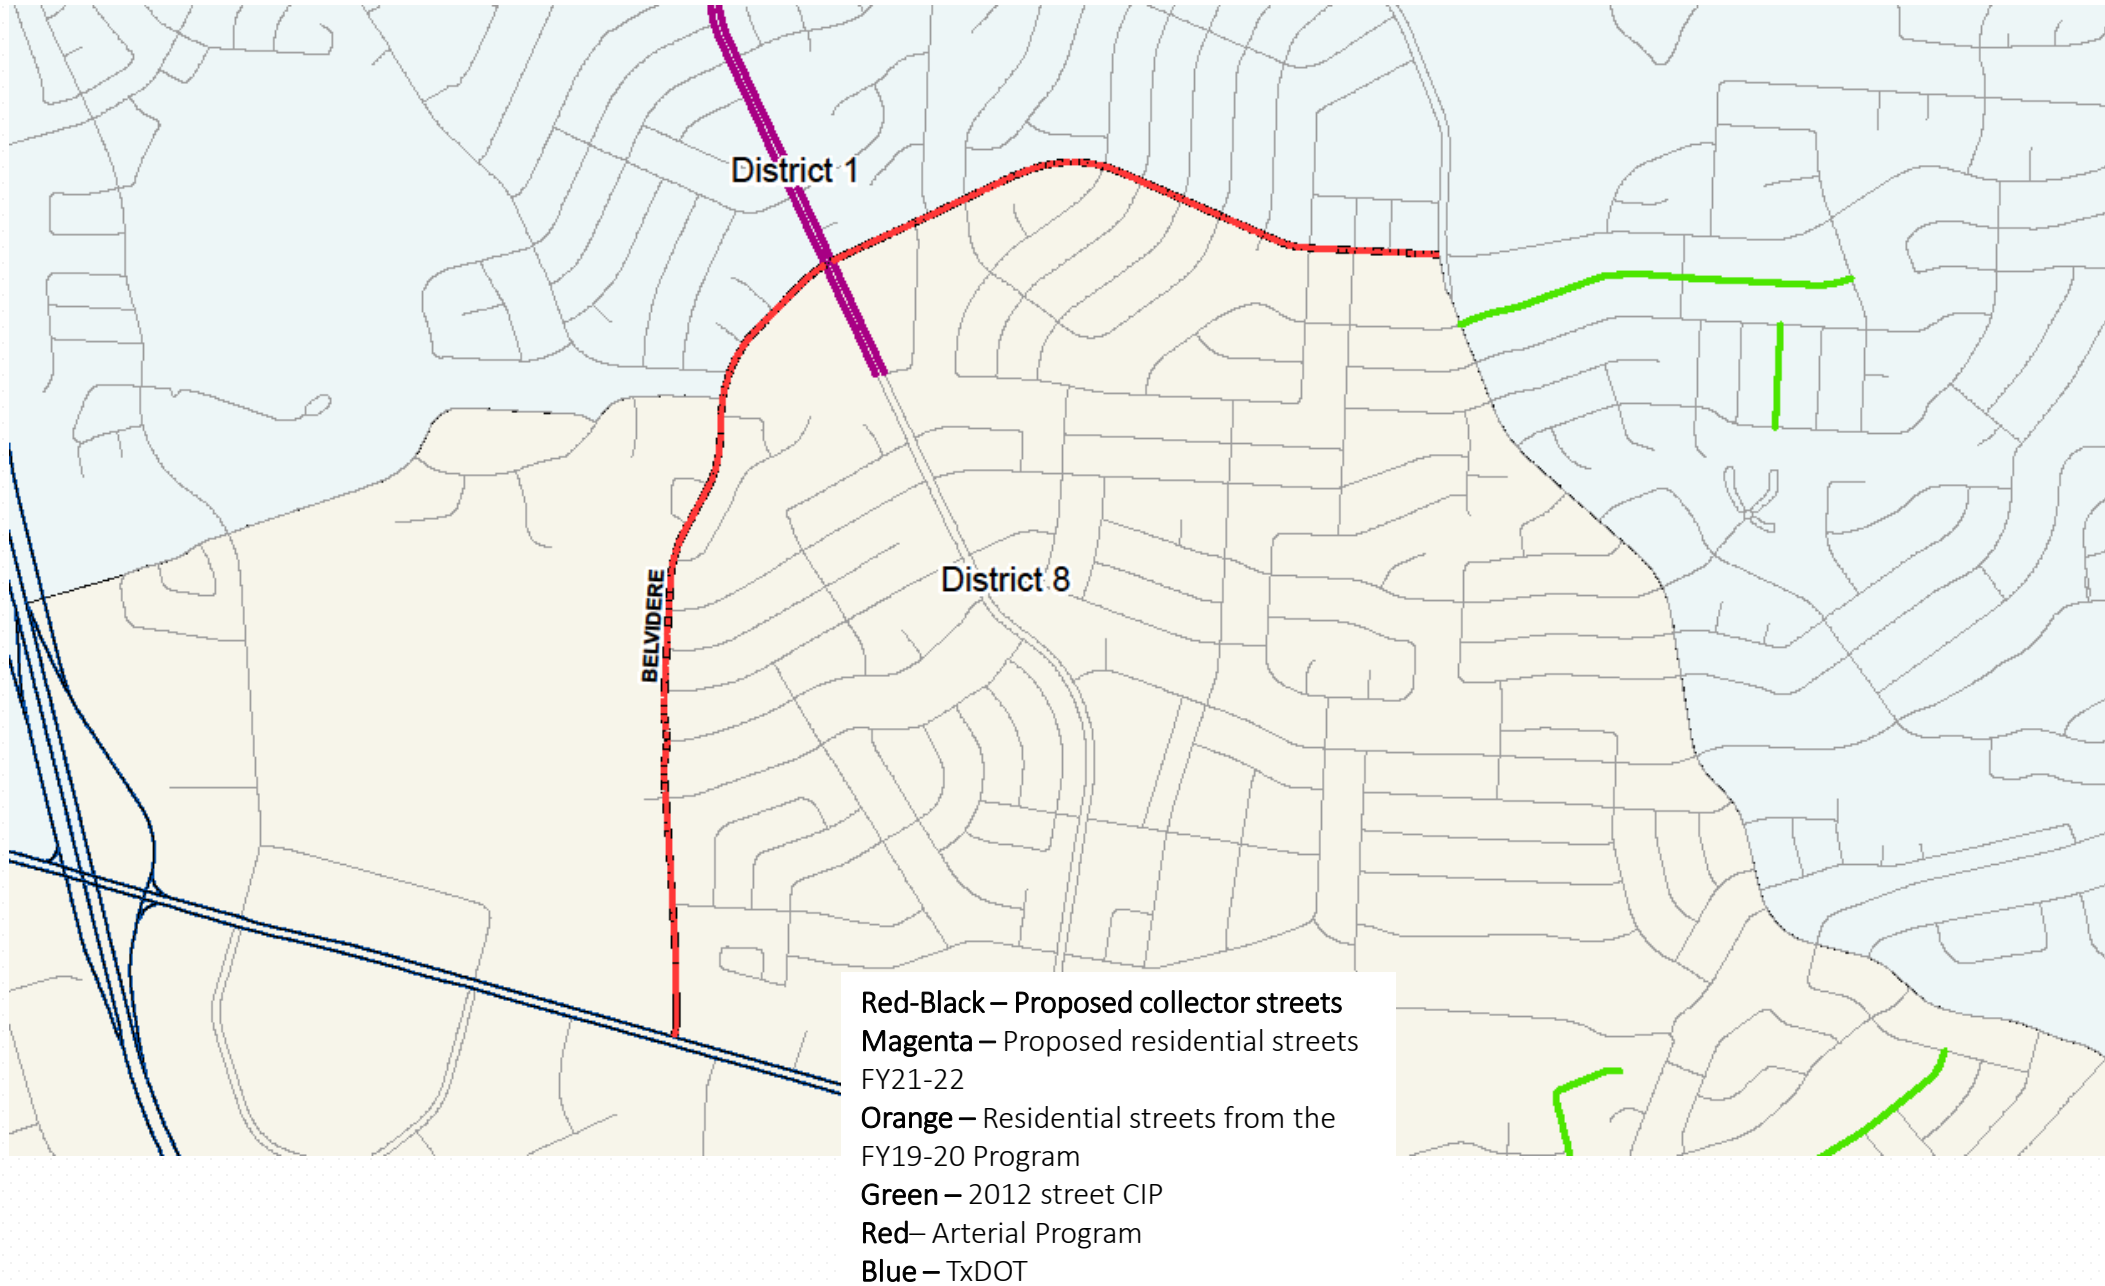 District 1
District 8
BELVIDERE
Red-Black – Proposed collector streets
Magenta – Proposed residential streets
FY21-22
Orange – Residential streets from the
FY19-20 Program
Green – 2012 street CIP
Red– Arterial Program
Blue – TxDOT